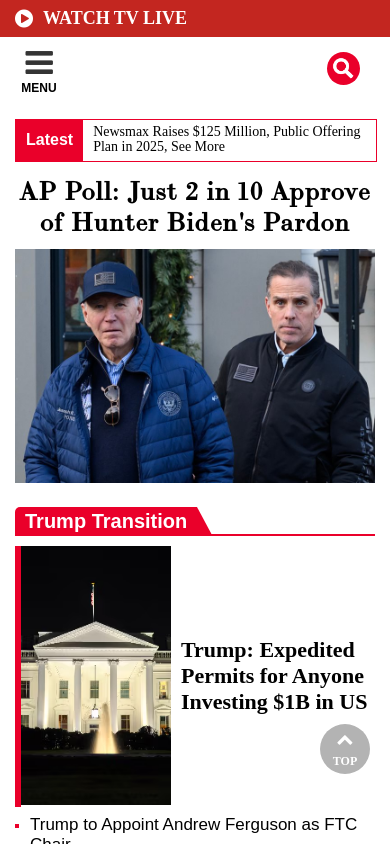 WATCH TV LIVE
MENU
Latest
Newsmax Raises $125 Million, Public Offering
Plan in 2025, See More
AP Poll: Just 2 in 10 Approve
of Hunter Biden's Pardon
Trump Transition
Trump: Expedited
Permits for Anyone
Investing $1B in US
TOP
Trump to Appoint Andrew Ferguson as FTC
Chair